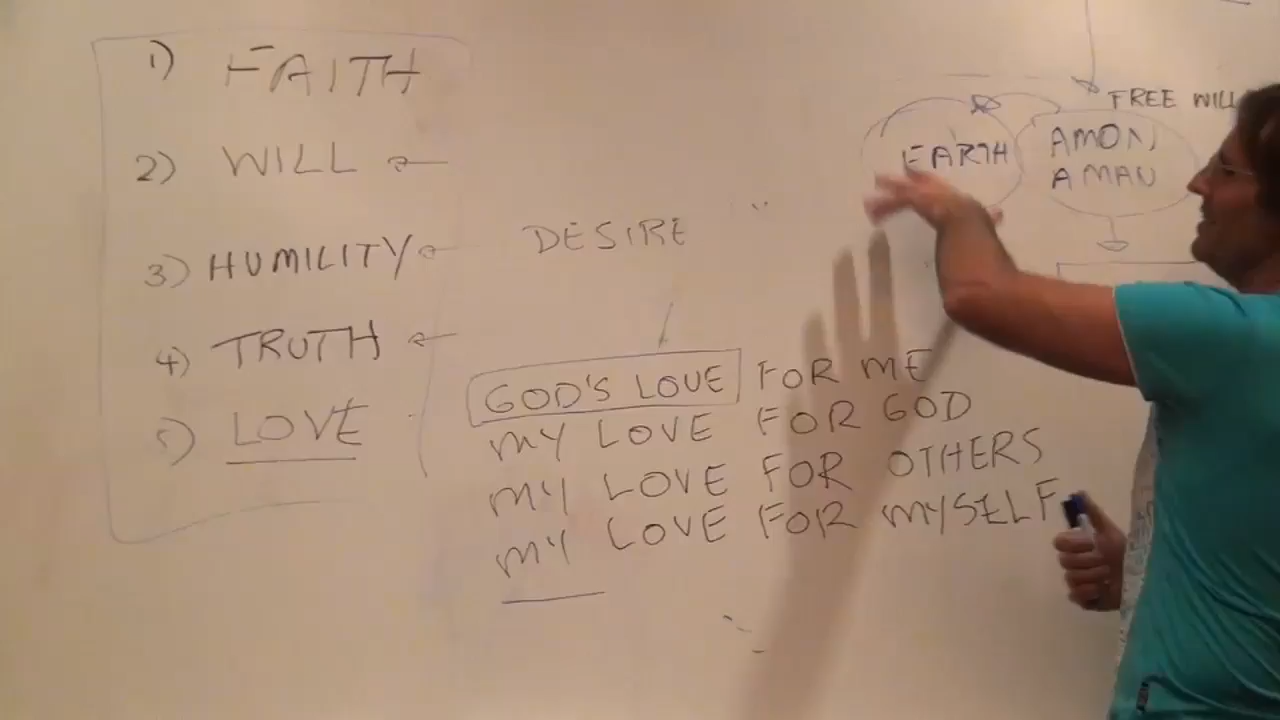 1) FAITH
2) WILL
3) HUMILITY
4) TRUTH
5) LOVE
DESIRE
GOD'S LOVE FOR ME
MY LOVE FOR GOD
MY LOVE FOR OTHERS
MY LOVE FOR MYSELF
FREE WILL
EARTH
AMON
AMAN